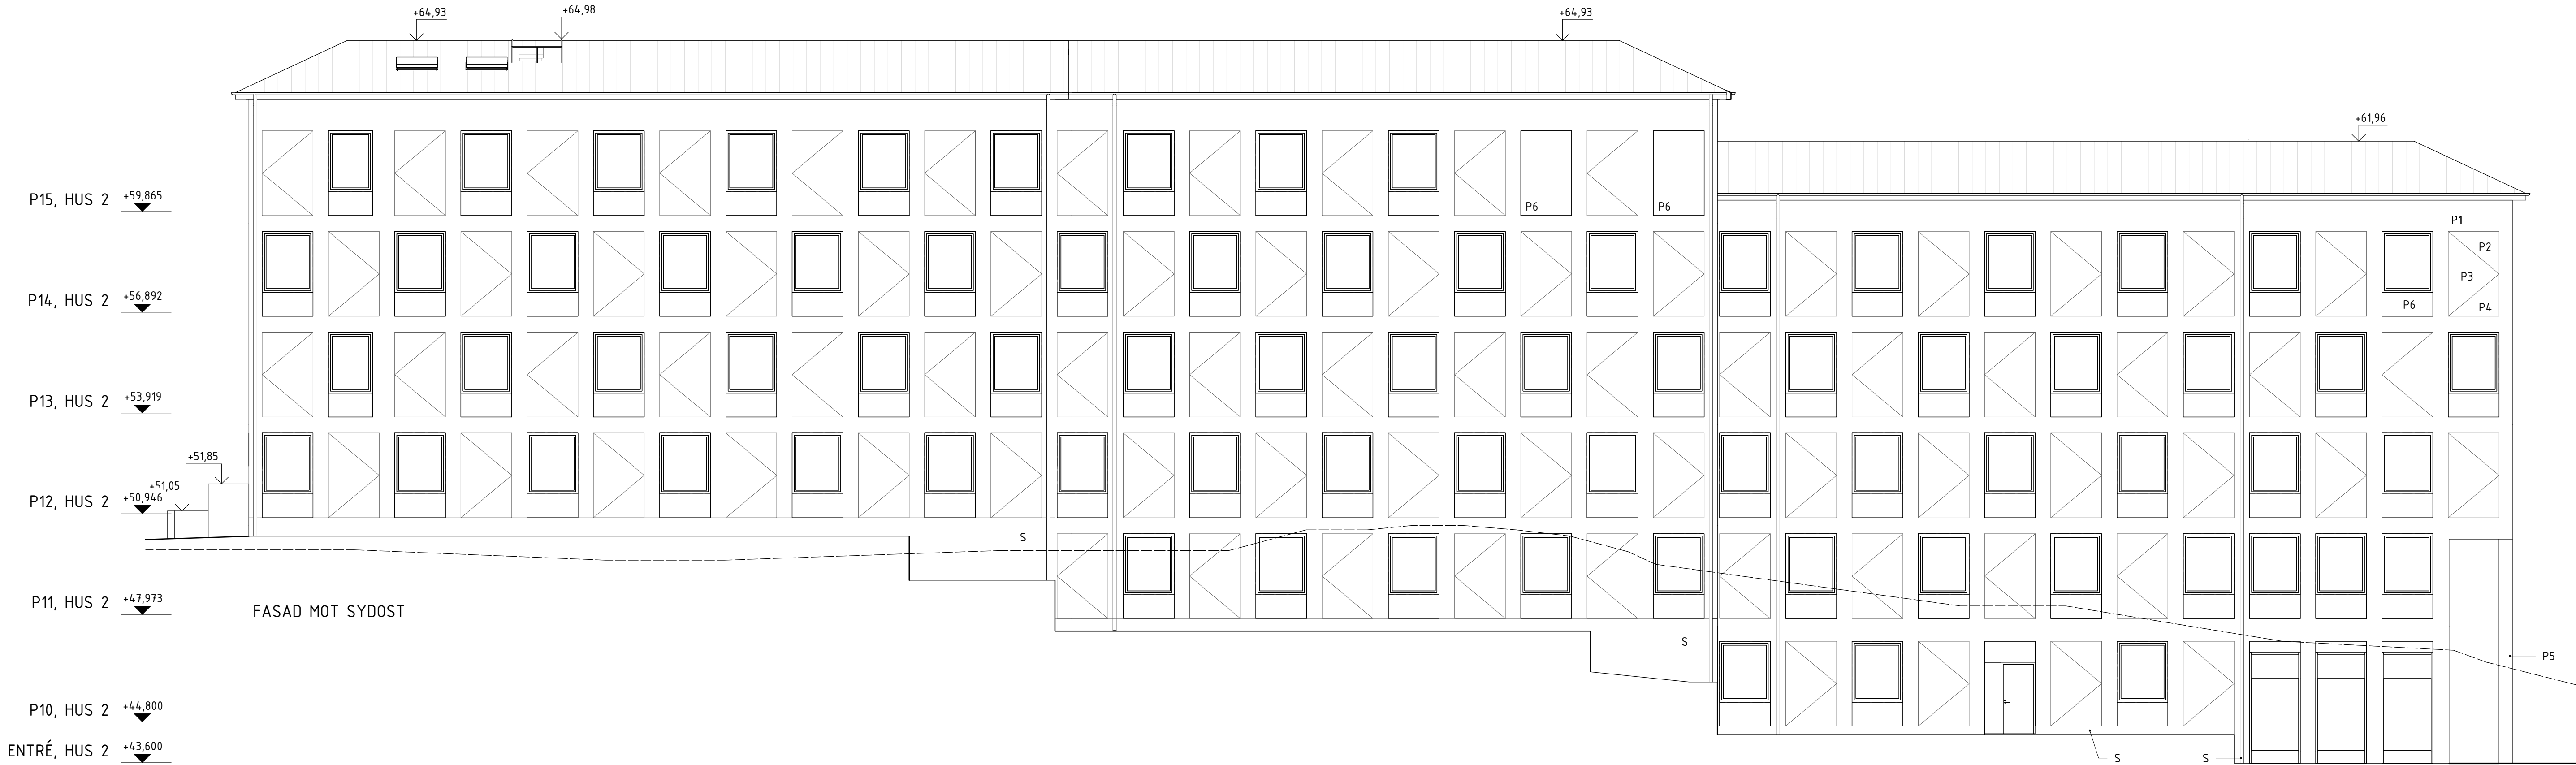 +64,93
+64,98
+64,93
+61,96
P15, HUS 2 +59,865
P6
P6
P1
P2
P3
P14, HUS 2 +56,892
P6
P4
P13, HUS 2 +53,919
+51,85
+51,05
P12, HUS 2 +50,946
S
P11, HUS 2 +47,973
FASAD MOT SYDOST
S
P5
P10, HUS 2 +44,800
ENTRÉ, HUS 2 +43,600
S
S